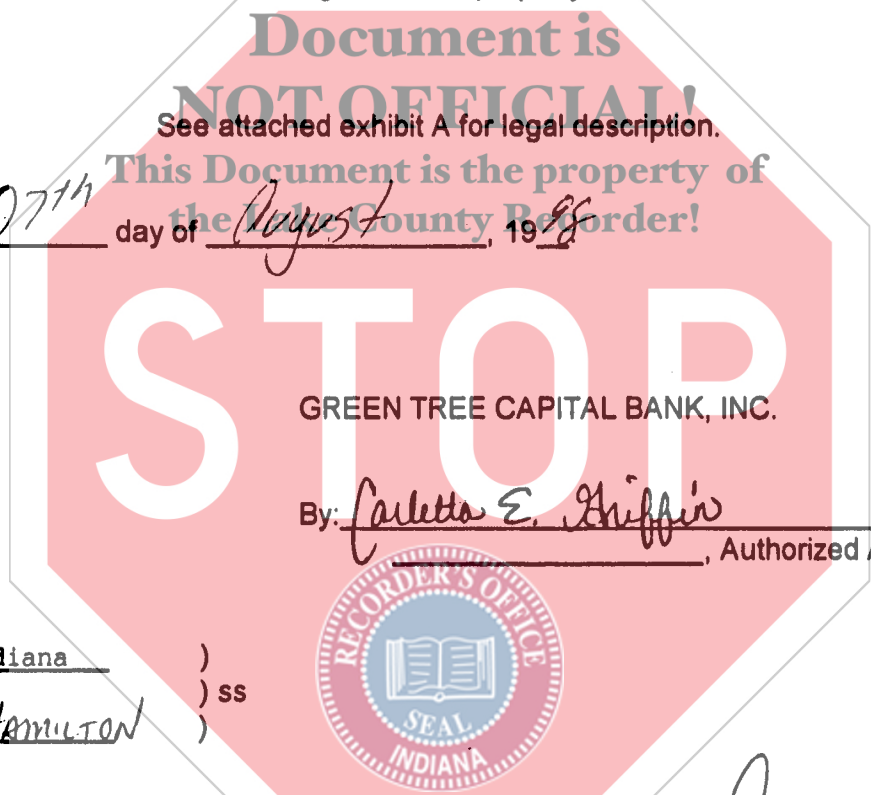 Document is
NOT OFFICIAL!
See attached exhibit A for legal description.
This Document is the property of
the Lake County Recorder!
07th day of August, 1998
STOP
GREEN TREE CAPITAL BANK, INC.
By: Carletta E. Griffin
, Authorized
RECORDER'S OFFICE
SEAL
INDIANA
diana )
) ss
HAMILTON )